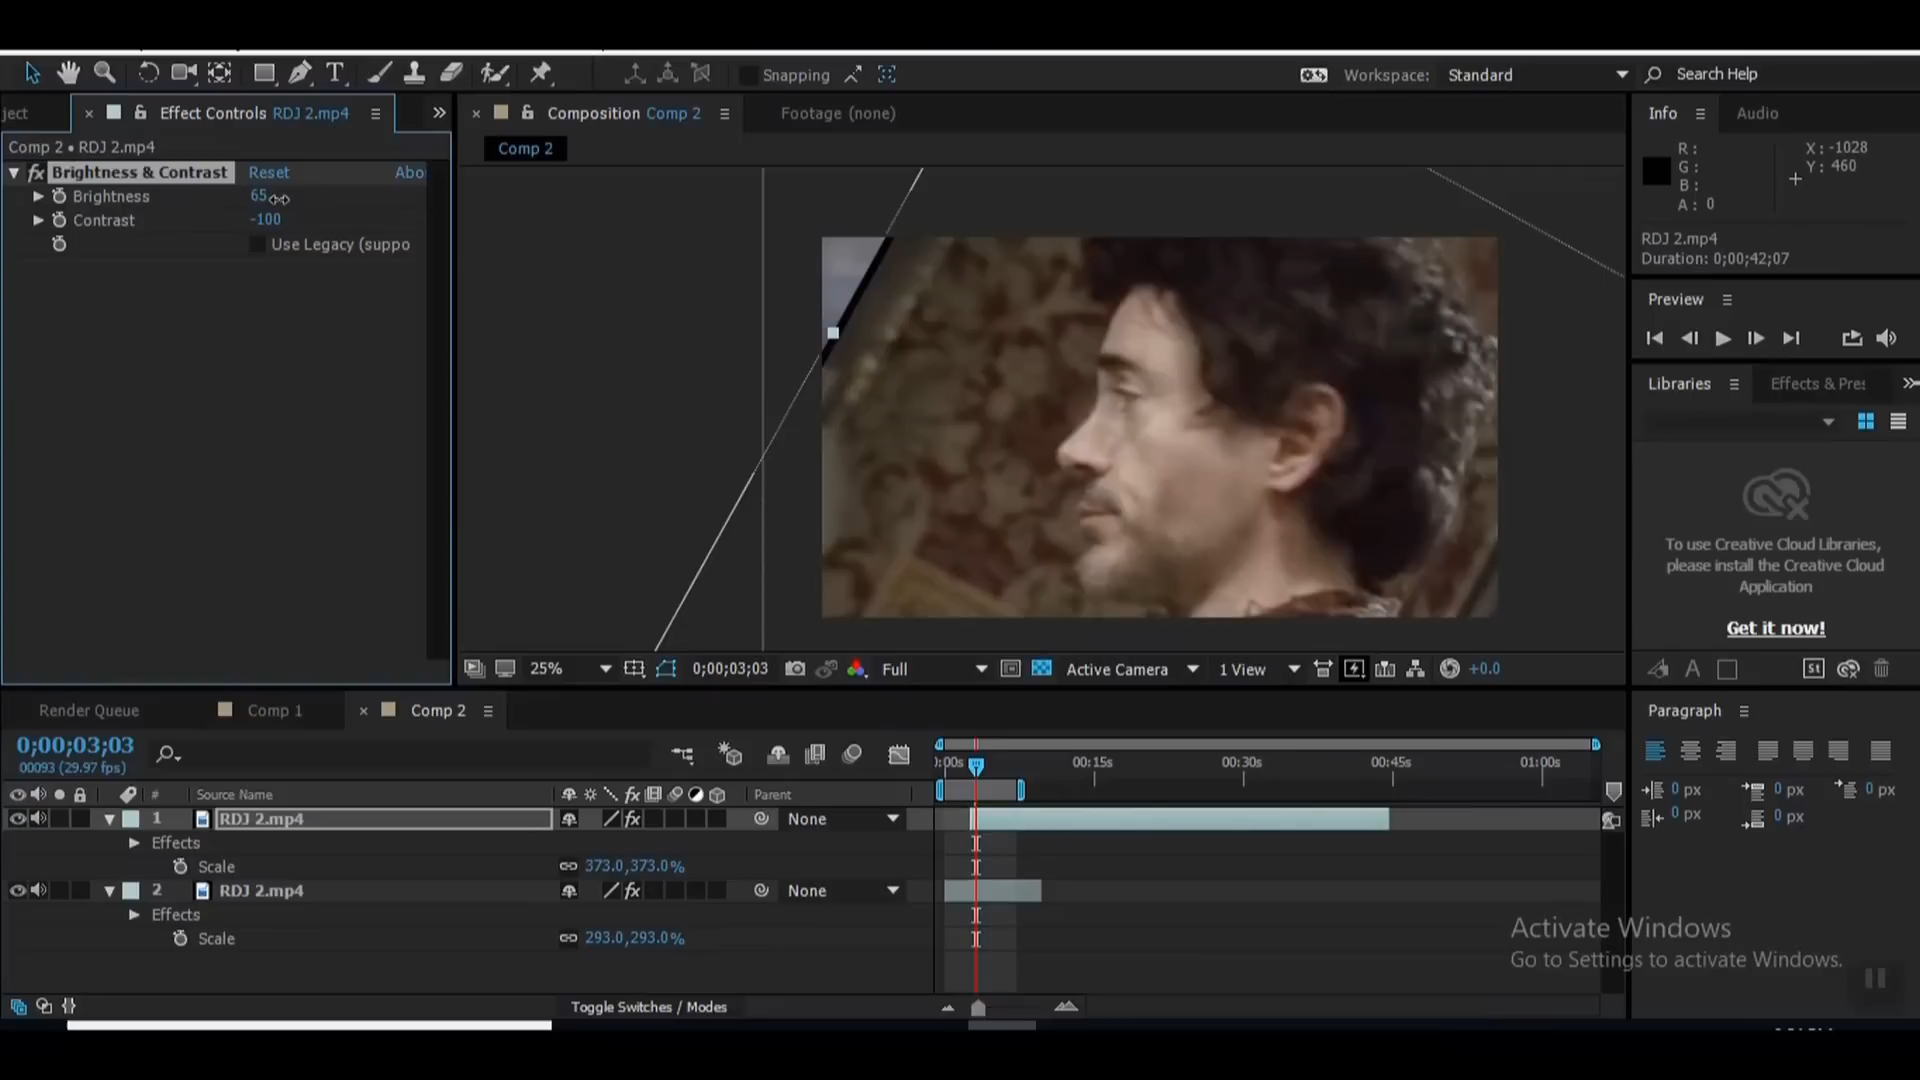 Snapping
Workspace: Standard
Search Help
ject
Effect Controls RDJ 2.mp4
Composition Comp 2
Footage (none)
Info
Audio
Comp 2 • RDJ 2.mp4
Comp 2
Brightness & Contrast Reset Abo
Brightness 65
Contrast -100
Use Legacy (suppo
R:
G:
B:
A: 0
X: -1028
Y: 460
RDJ 2.mp4
Duration: 0;00;42;07
Preview
Libraries
Effects & Pre
To use Creative Cloud Libraries,
please install the Creative Cloud
Application
Get it now!
St
25%
0;00;03;03
Full
Active Camera
1 View
+0.0
Render Queue
Comp 1
Comp 2
Paragraph
0;00;03;03
00093 (29.97 fps)
):00s 00:15s 00:30s 00:45s 01:00s
# Source Name
Parent
0 px 0 px 0 px
0 px 0 px
1 RDJ 2.mp4 None
Effects
Scale 373.0,373.0%
2 RDJ 2.mp4 None
Effects
Scale 293.0,293.0%
Activate Windows
Go to Settings to activate Windows.
Toggle Switches / Modes